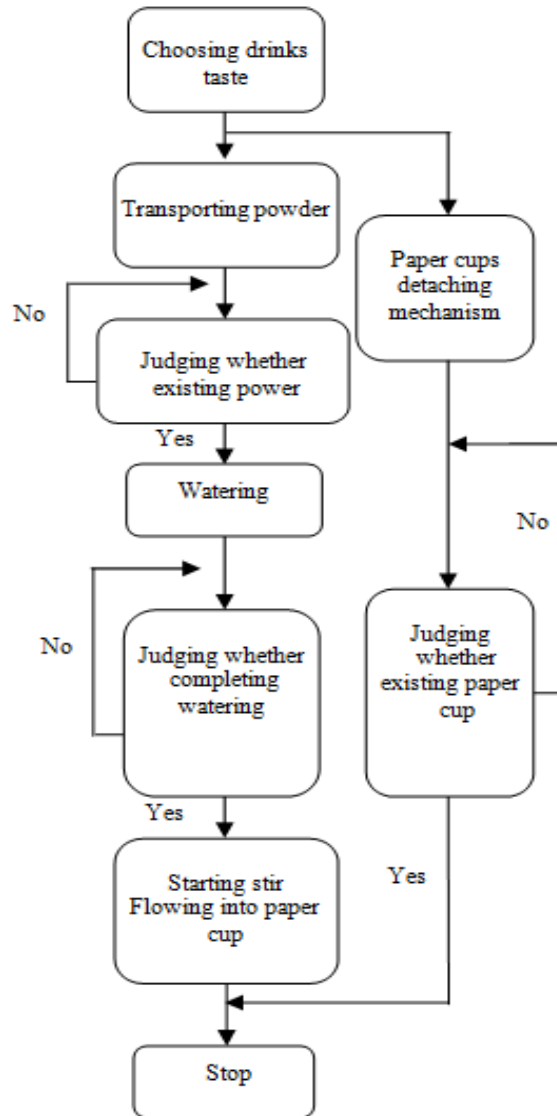 Choosing drinks
taste
Transporting powder
Paper cups
detaching
mechanism
No
Judging whether
existing power
Yes
Watering
No
No
Judging whether
completing
watering
Judging
whether
existing paper
cup
Yes
Starting stir
Flowing into paper
cup
Yes
Stop